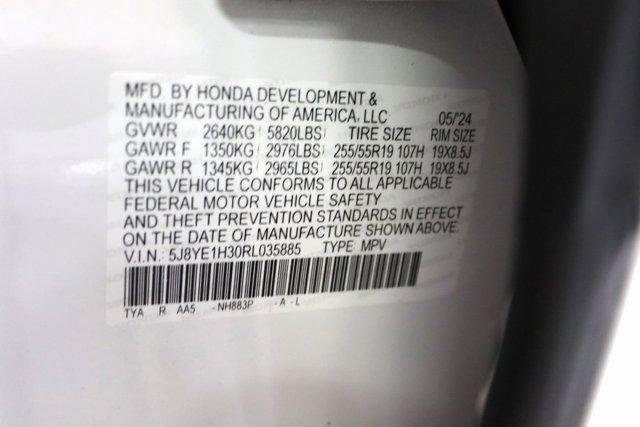 MFD. BY HONDA DEVELOPMENT &
MANUFACTURING OF AMERICA, LLC 05/'24
GVWR 2640KG( 5820LBS) TIRE SIZE RIM SIZE
GAWR F 1350KG( 2976LBS) 255/55R19 107H 19X8.5J
GAWR R 1345KG( 2965LBS) 255/55R19 107H 19X8.5J
THIS VEHICLE CONFORMS TO ALL APPLICABLE
FEDERAL MOTOR VEHICLE SAFETY
AND THEFT PREVENTION STANDARDS IN EFFECT
ON THE DATE OF MANUFACTURE SHOWN ABOVE.
V.I.N.: 5J8YE1H30RL035885 TYPE: MPV
TYA R AA5 -NH883P -A-L